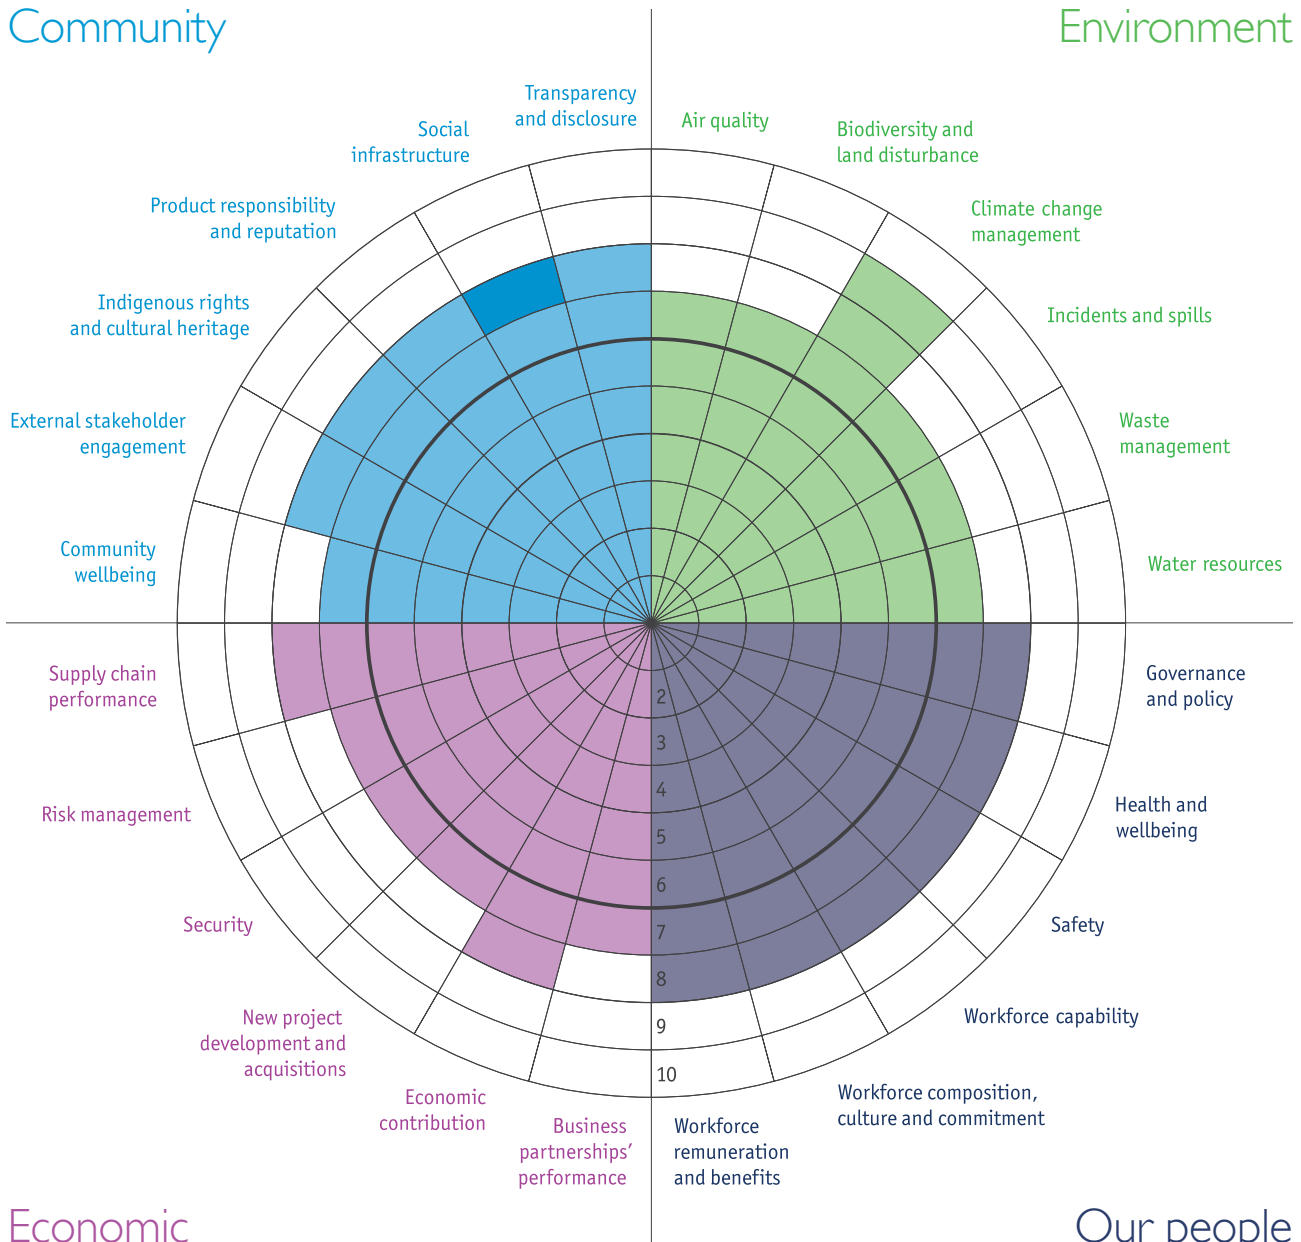 Community
Environment
Transparency
and disclosure
Air quality
Social
infrastructure
Biodiversity and
land disturbance
Product responsibility
and reputation
Climate change
management
Indigenous rights
and cultural heritage
Incidents and spills
External stakeholder
engagement
Waste
management
Community
wellbeing
Water resources
Supply chain
performance
Governance
and policy
2
3
4
5
6
7
8
9
10
Risk management
Health and
wellbeing
Security
Safety
New project
development and
acquisitions
Workforce capability
Economic
contribution
Workforce composition,
culture and commitment
Business
partnerships’
performance
Workforce
remuneration
and benefits
Economic
Our people